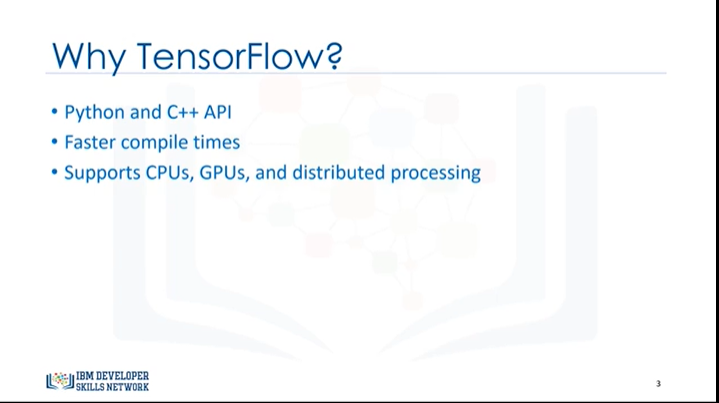 Why TensorFlow?
• Python and C++ API
• Faster compile times
• Supports CPUs, GPUs, and distributed processing
IBM DEVELOPER
SKILLS NETWORK
3